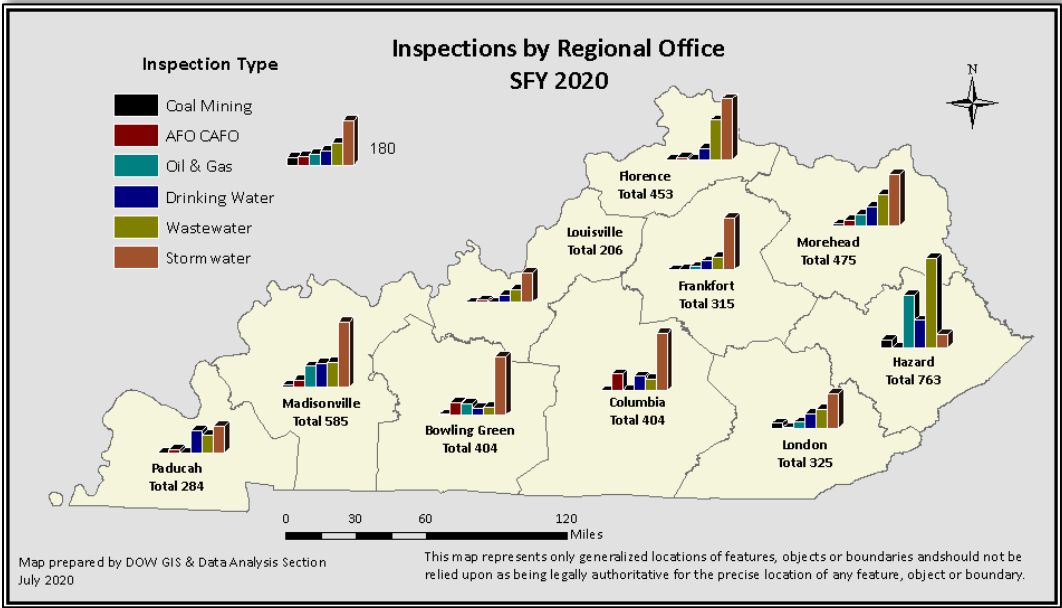 Inspections by Regional Office
SFY 2020
N
Inspection Type
Coal Mining
AFO CAFO
Oil & Gas
Drinking Water
Wastewater
Stormwater
180
Florence
Total 453
Louisville
Total 206
Morehead
Total 475
Frankfort
Total 315
Hazard
Total 763
Madisonville
Total 585
Bowling Green
Total 404
Columbia
Total 404
London
Total 325
Paducah
Total 284
0 30 60 120
Miles
Map prepared by DOW GIS & Data Analysis Section
July 2020
This map represents only generalized locations of features, objects or boundaries andshould not be
relied upon as being legally authoritative for the precise location of any feature, object or boundary.